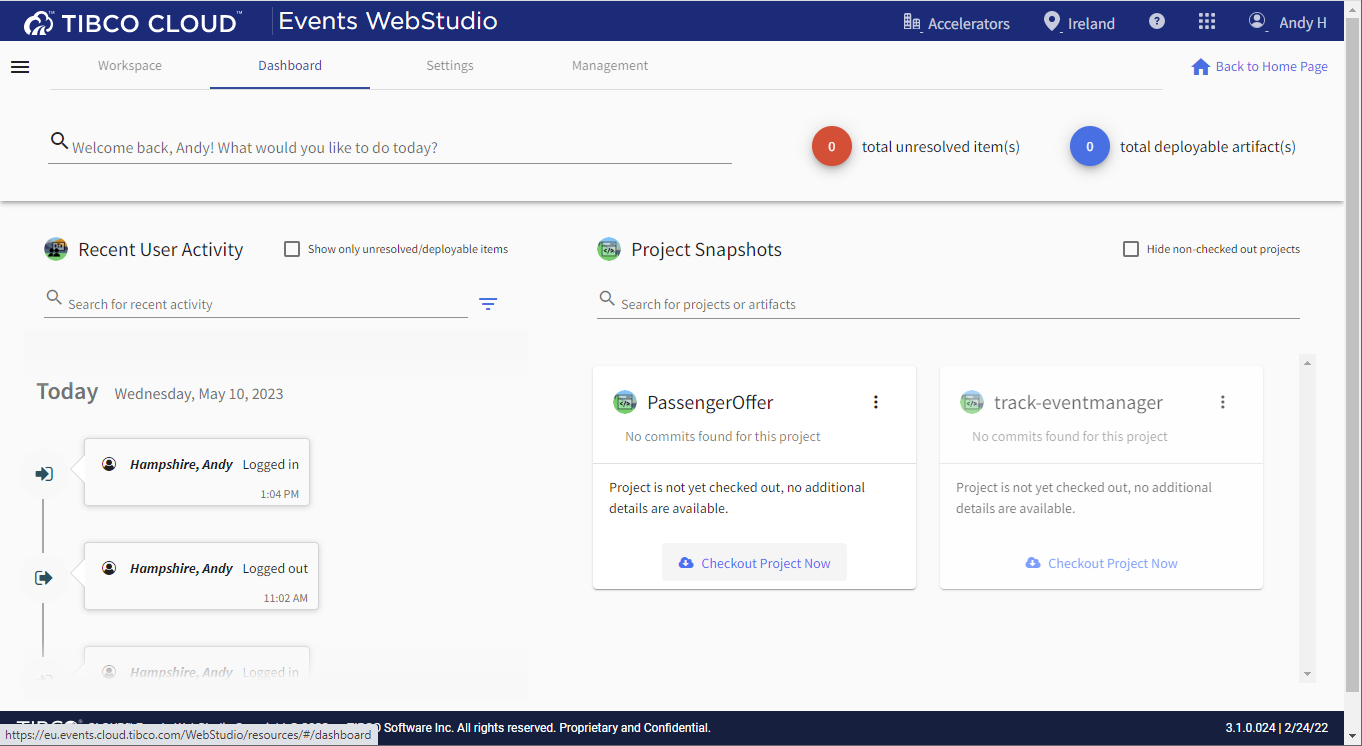 TIBCO CLOUD™ Events WebStudio Accelerators Ireland ? Andy H
Workspace Dashboard Settings Management Back to Home Page
Welcome back, Andy! What would you like to do today? 0 total unresolved item(s) 0 total deployable artifact(s)
Recent User Activity Show only unresolved/deployable items
Search for recent activity
Today Wednesday, May 10, 2023
Hampshire, Andy Logged in
1:04 PM
Hampshire, Andy Logged out
11:02 AM
Hampshire, Andy Logged in
Project Snapshots Hide non-checked out projects
Search for projects or artifacts
PassengerOffer
No commits found for this project
Project is not yet checked out, no additional
details are available.
Checkout Project Now
track-eventmanager
No commits found for this project
Project is not yet checked out, no additional
details are available.
Checkout Project Now
Software Inc. All rights reserved. Proprietary and Confidential. 3.1.0.024 | 2/24/22
https://eu.events.cloud.tibco.com/WebStudio/resources/#/dashboard